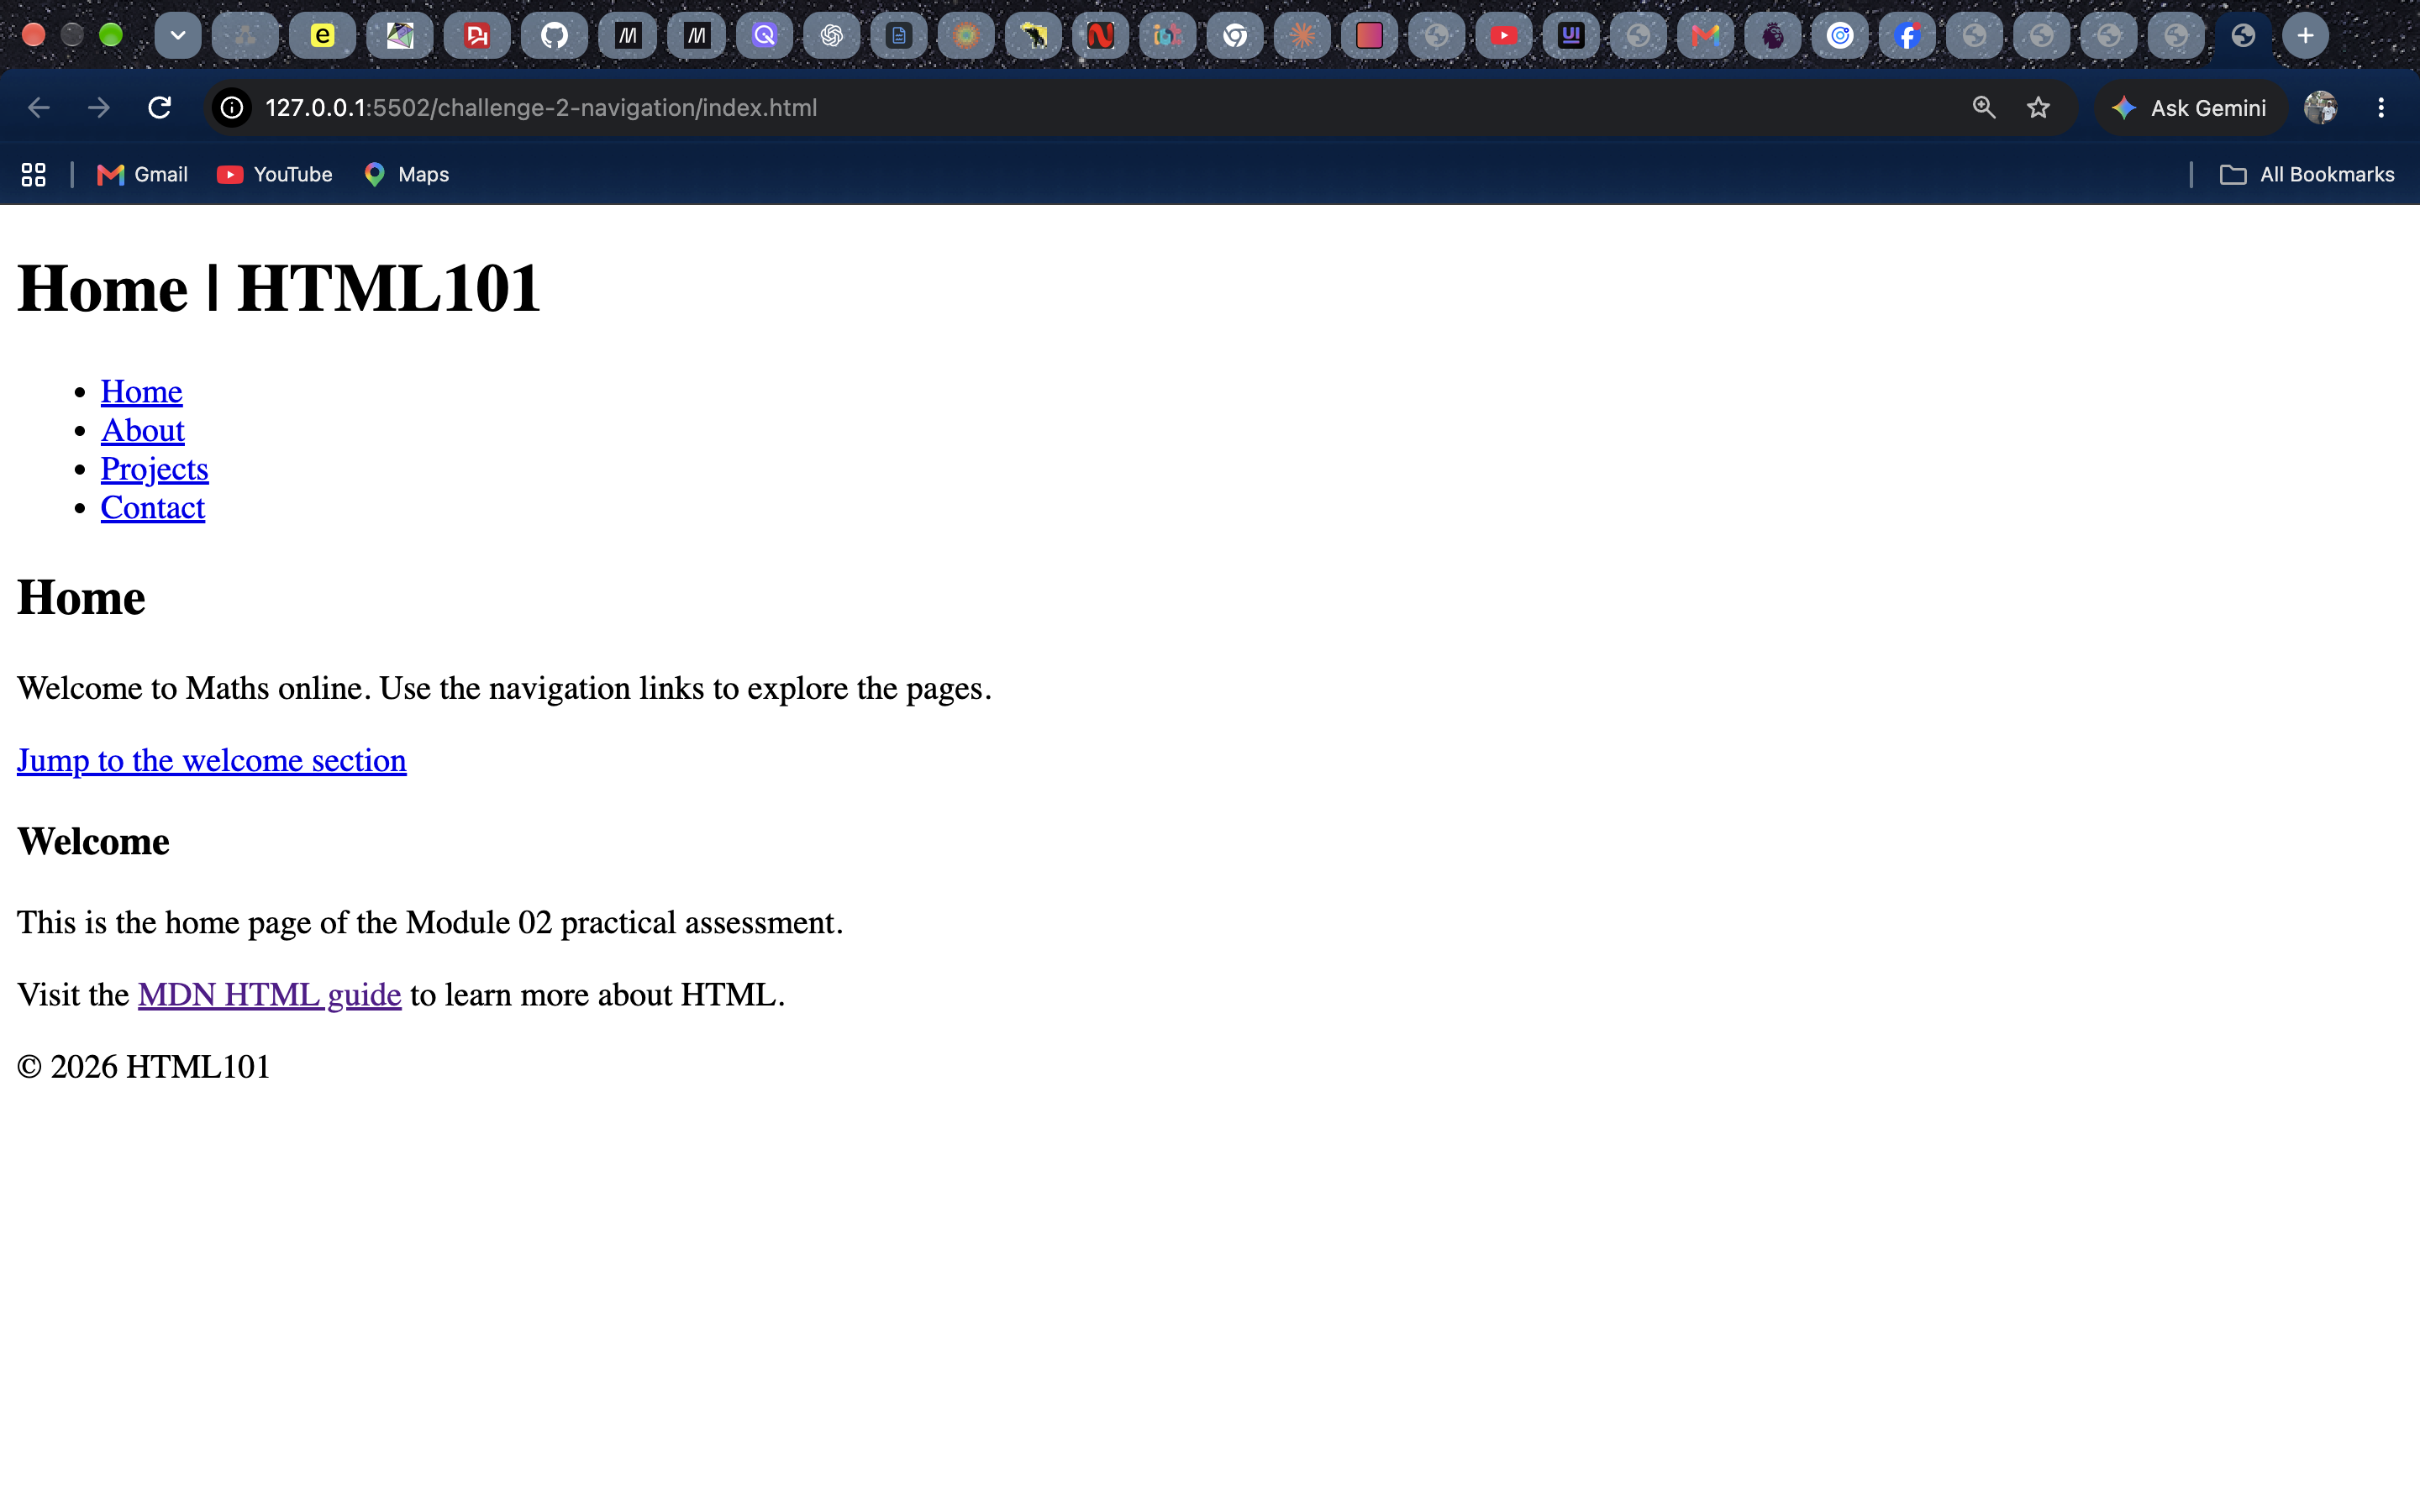 127.0.0.1:5502/challenge-2-navigation/index.html
Ask Gemini
Gmail
YouTube
Maps
All Bookmarks
Home | HTML101
Home
About
Projects
Contact
Home
Welcome to Maths online. Use the navigation links to explore the pages.
Jump to the welcome section
Welcome
This is the home page of the Module 02 practical assessment.
Visit the MDN HTML guide to learn more about HTML.
© 2026 HTML101